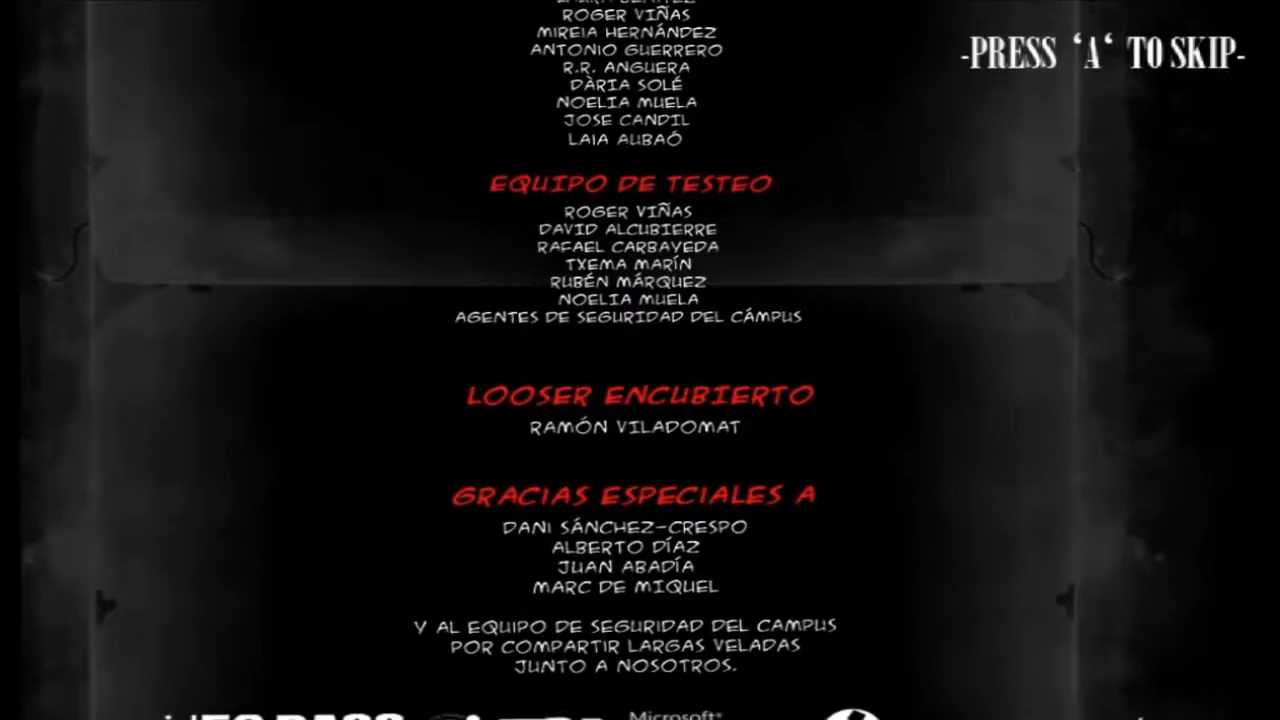 ROGER VIÑAS
MIREIA HERNÁNDEZ
ANTONIO GUERRERO
R.R. ANGUERA
DÀRIA SOLÉ
NOELIA MUELA
JOSE CANDIL
LAIA AUBAÓ
-PRESS 'A' TO SKIP-
EQUIPO DE TESTEO
ROGER VIÑAS
DAVID ALCUBIERRE
RAFAEL CARBAYEDA
TXEMA MARÍN
RUBÉN MÁRQUEZ
NOELIA MUELA
AGENTES DE SEGURIDAD DEL CÁMPUS
LOOSER ENCUBIERTO
RAMÓN VILADOMAT
GRACIAS ESPECIALES A
DANI SÁNCHEZ-CRESPO
ALBERTO DÍAZ
JUAN ABADÍA
MARC DE MIQUEL
Y AL EQUIPO DE SEGURIDAD DEL CAMPUS
POR COMPARTIR LARGAS VELADAS
JUNTO A NOSOTROS.
Microsoft®